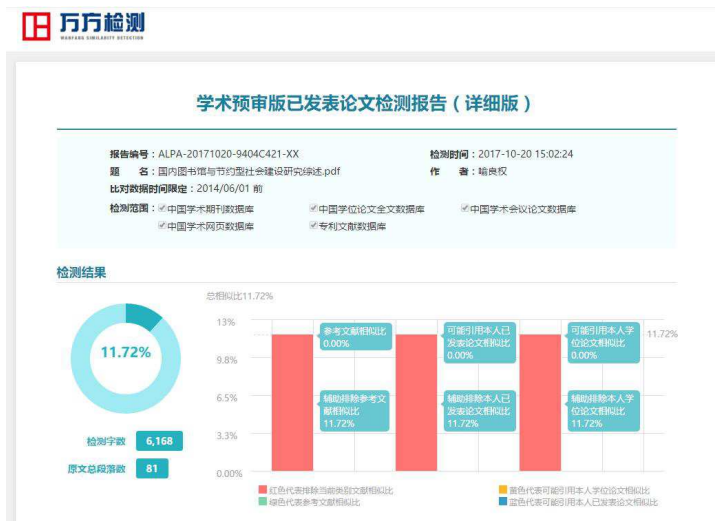 万方检测
WANFANG SIMILARITY DETECTION
学术预审版已发表论文检测报告（详细版）
报告编号：ALPA-20171020-9404C421-XX
检测时间：2017-10-20 15:02:24
题 名：国内图书馆与节约型社会建设研究综述.pdf
作 者：喻良权
比对数据时间限定：2014/06/01 前
检测范围：中国学术期刊数据库 中国学位论文全文数据库 中国学术会议论文数据库
中国学术网页数据库 专利文献数据库
检测结果
总相似比11.72%
13%
9.8%
6.5%
3.3%
0.00%
11.72%
参考文献相似比
0.00%
可能引用本人已
发表论文相似比
0.00%
可能引用本人学
位论文相似比
0.00%
11.72%
辅助排除参考文
献相似比
11.72%
辅助排除本人已
发表论文相似比
11.72%
辅助排除本人学
位论文相似比
11.72%
检测字数 6,168
原文总段落数 81
红色代表排除当前类别文献相似比
黄色代表可能引用本人学位论文相似比
绿色代表参考文献相似比
蓝色代表可能引用本人已发表论文相似比